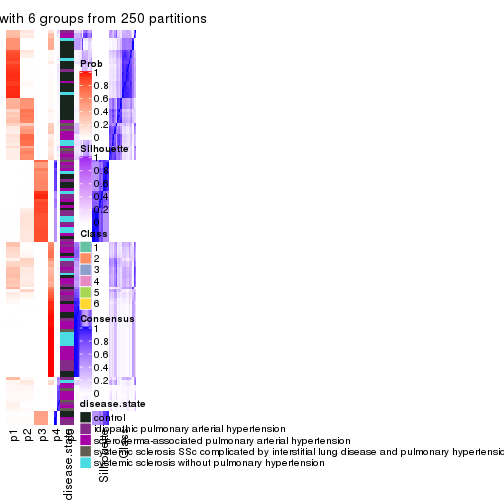 with 6 groups from 250 partitions
Prob
1
0.8
0.6
0.4
0.2
0
Silhouette
1
0.8
0.6
0.4
0.2
0
Class
1
2
3
4
5
6
Consensus
1
0.8
0.6
0.4
0.2
0
disease.state
control
idiopathic pulmonary arterial hypertension
scleroderma-associated pulmonary arterial hypertension
systemic sclerosis SSc complicated by interstitial lung disease and pulmonary hypertensio
systemic sclerosis without pulmonary hypertension
p1
p2
p3
p4
disease.state
Silhouette
Class